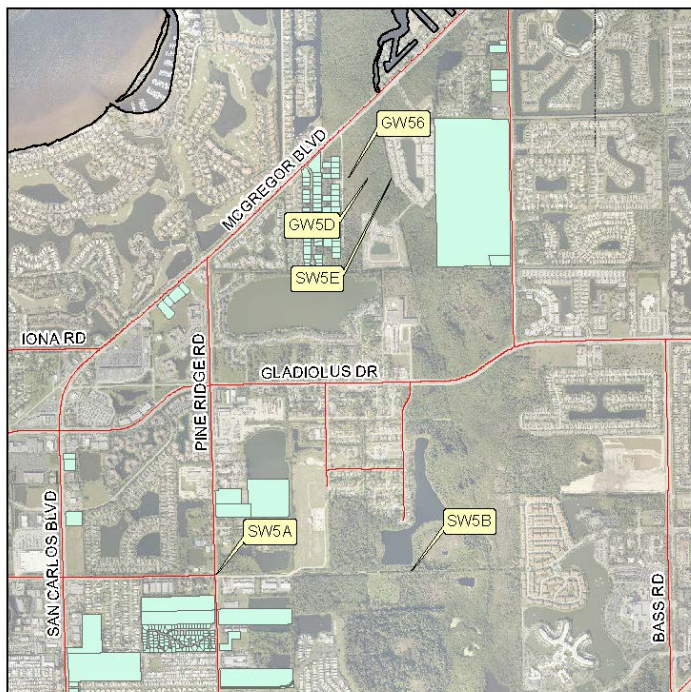 GW56
MCGREGOR BLVD
GW5D
SW5E
IONA RD
PINE RIDGE RD
GLADIOLUS DR
SAN CARLOS BLVD
SW5A
SW5B
BASS RD